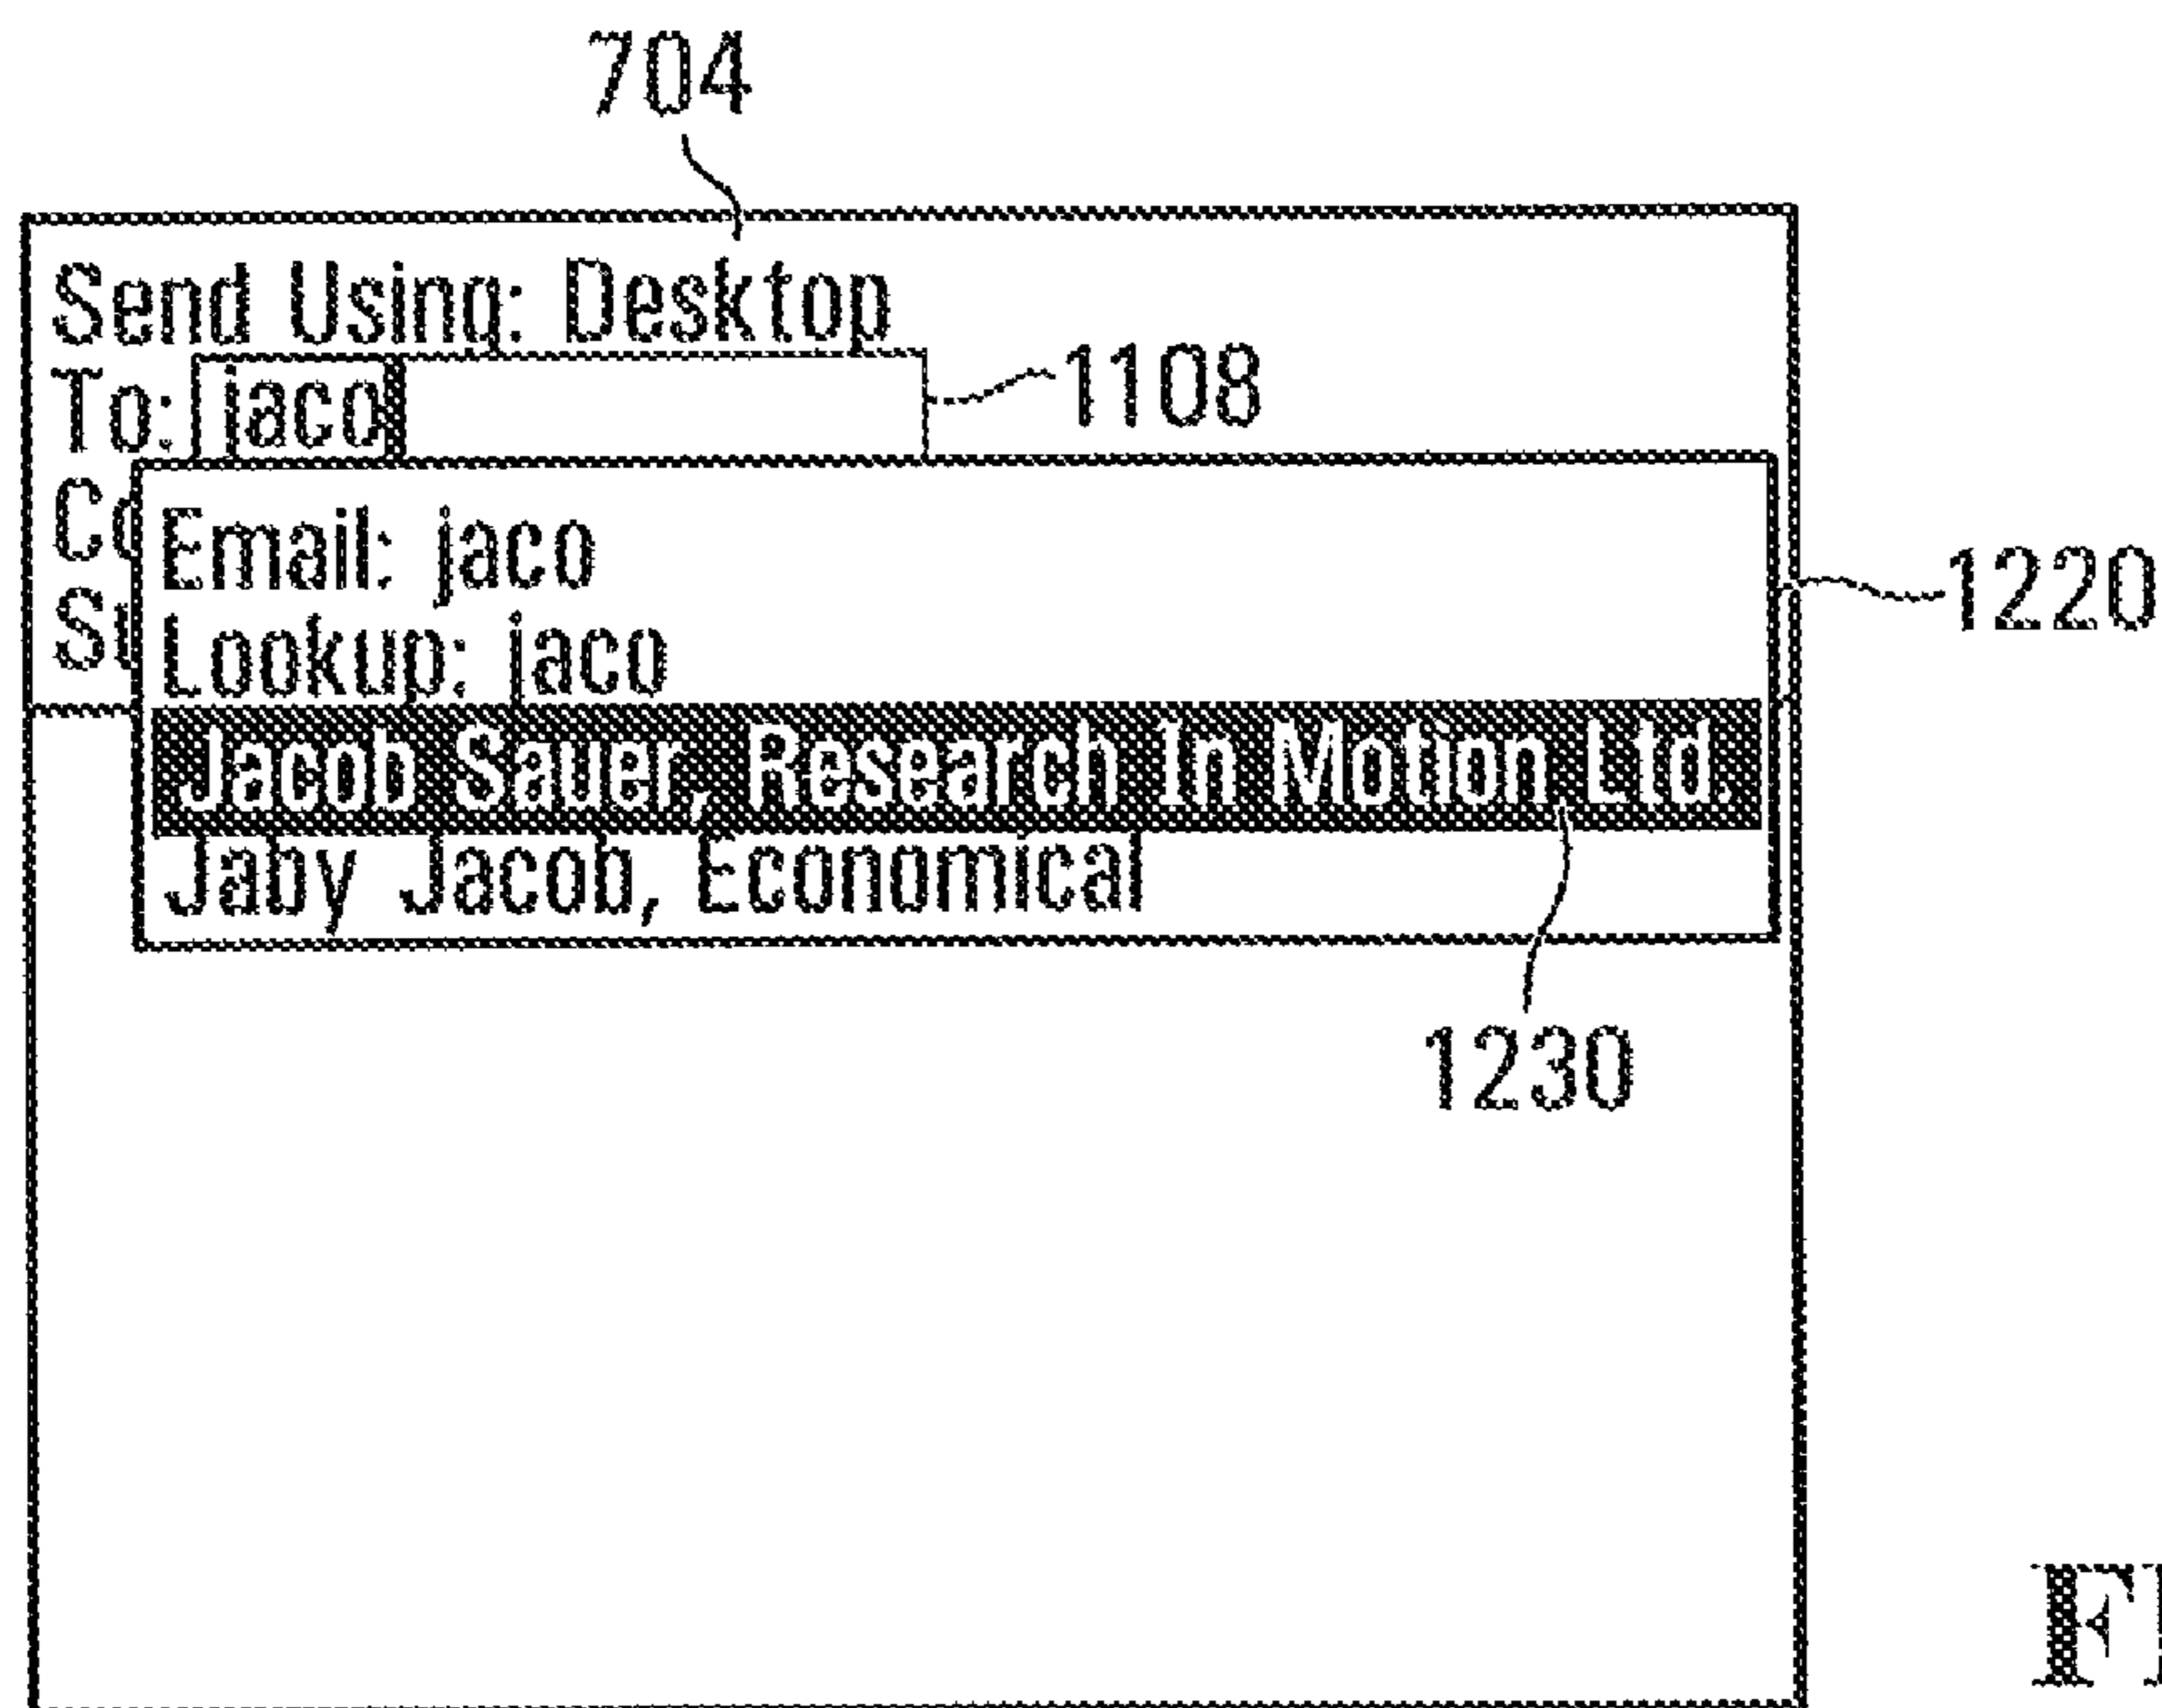 704
Send Using: Desktop
To: jaco
1108
Email: jaco
1220
Lookup: jaco
Jacob Sauer, Research In Motion Ltd.
Jaby Jacob, Economical
1230